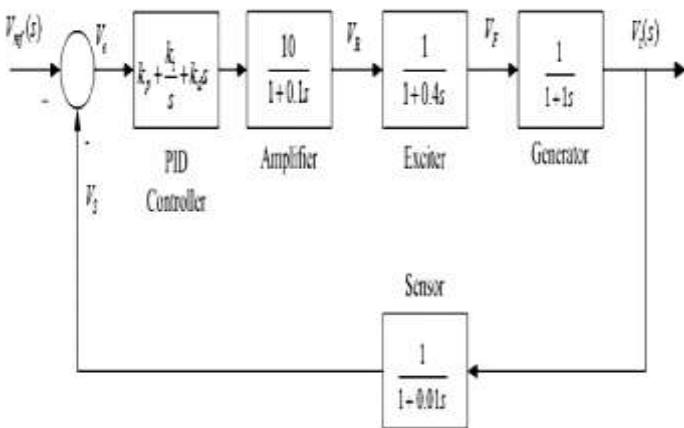 V_ref(s)
V_e
k_p + k_i/s + k_d s
10/(1+0.1s)
V_R
1/(1+0.4s)
V_F
1/(1+1s)
V_t(s)
-
-
PID
Controller
Amplifier
Exciter
Generator
V_S
Sensor
1/(1+0.01s)